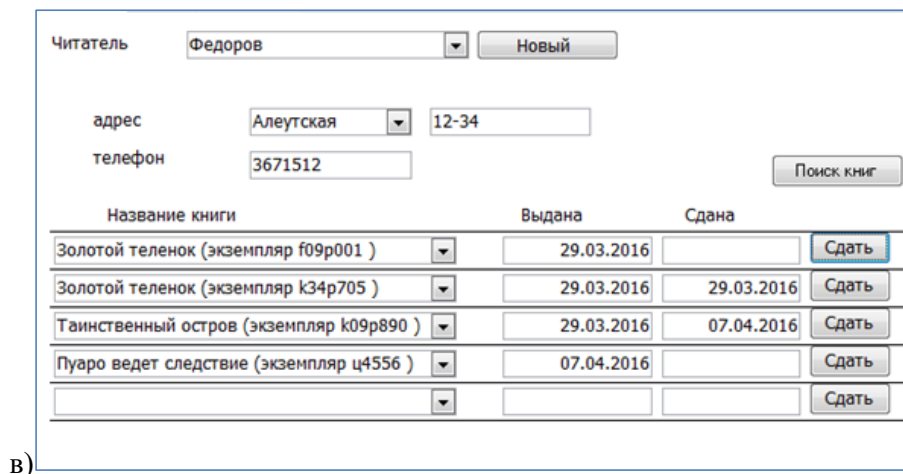 Читатель Федоров Новый
адрес Алеутская 12-34
телефон 3671512
Поиск книг
Название книги Выдана Сдана
Золотой теленок (экземпляр f09p001 ) 29.03.2016 Сдать
Золотой теленок (экземпляр k34p705 ) 29.03.2016 29.03.2016 Сдать
Таинственный остров (экземпляр k09p890 ) 29.03.2016 07.04.2016 Сдать
Пуаро ведет следствие (экземпляр ц4556 ) 07.04.2016 Сдать
Сдать
в)